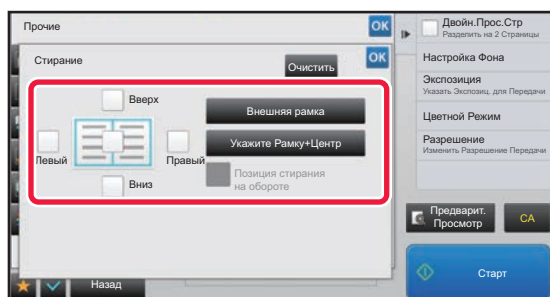 Прочие
OK
Стирание
Очистить
OK
Вверх
Левый
Правый
Вниз
Внешняя рамка
Укажите Рамку+Центр
Позиция стирания
на обороте
Назад
Двойн.Прос.Стр
Разделить на 2 Страницы
Настройка Фона
Экспозиция
Указать Экспозиц. для Передачи
Цветной Режим
Разрешение
Изменить Разрешение Передачи
Предварит.
Просмотр
CA
Старт